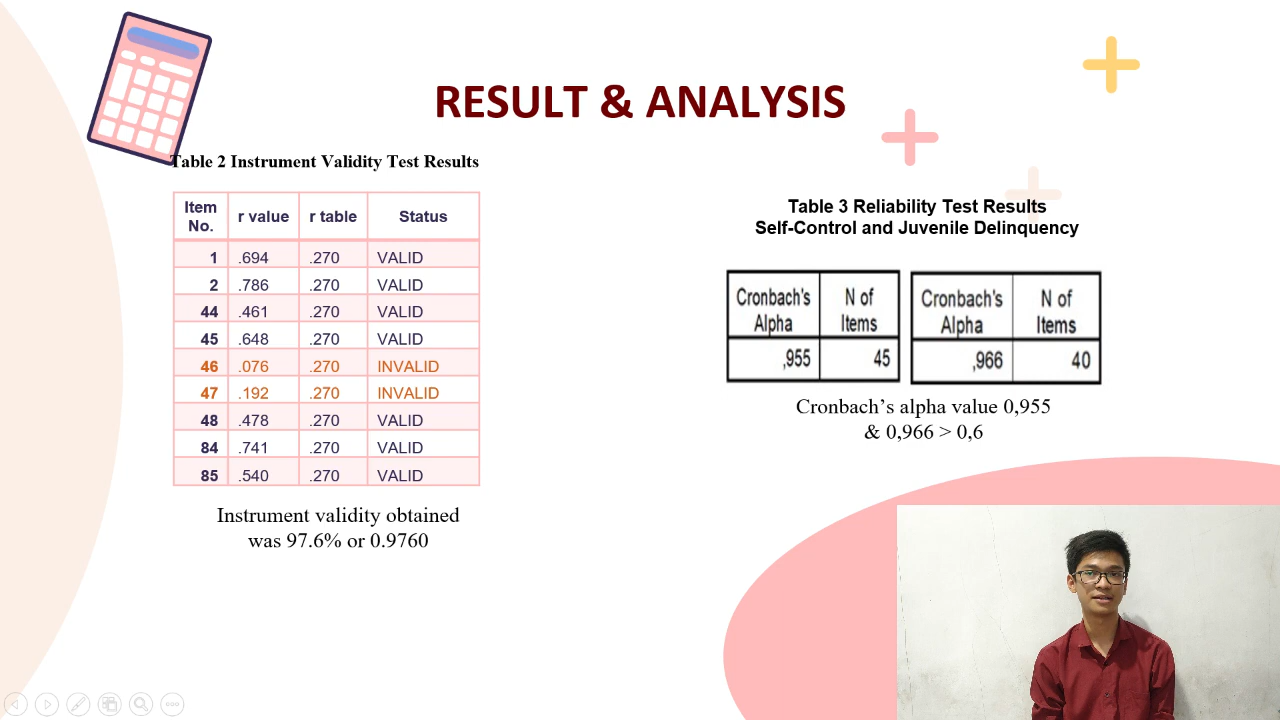 RESULT & ANALYSIS
Table 2 Instrument Validity Test Results
Item No. r value r table Status
1 .694 .270 VALID
2 .786 .270 VALID
44 .461 .270 VALID
45 .648 .270 VALID
46 .076 .270 INVALID
47 .192 .270 INVALID
48 .478 .270 VALID
84 .741 .270 VALID
85 .540 .270 VALID
Instrument validity obtained
was 97.6% or 0.9760
Table 3 Reliability Test Results
Self-Control and Juvenile Delinquency
Cronbach's Alpha N of Items
,955 45
Cronbach's Alpha N of Items
,966 40
Cronbach’s alpha value 0,955
& 0,966 > 0,6